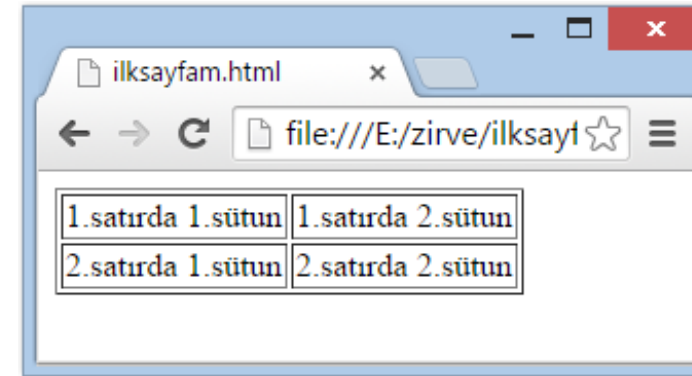 ilksayfam.html
file:///E:/zirve/ilksayf
1.satırda 1.sütun 1.satırda 2.sütun
2.satırda 1.sütun 2.satırda 2.sütun